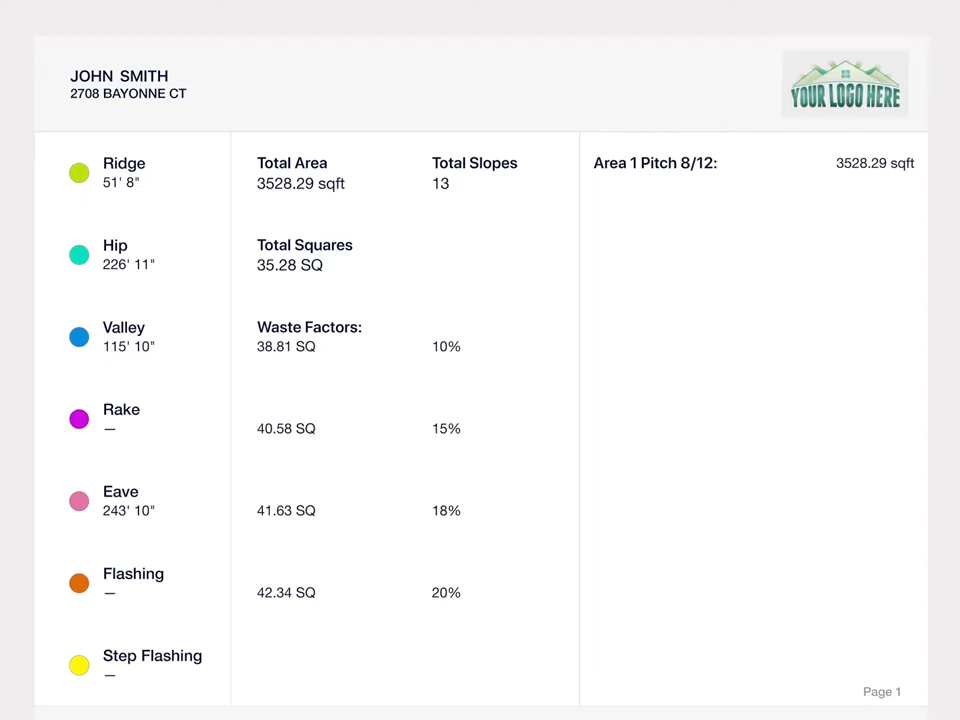 JOHN SMITH
2708 BAYONNE CT
YOUR LOGO HERE
Ridge
51' 8"
Hip
226' 11"
Valley
115' 10"
Rake
—
Eave
243' 10"
Flashing
—
Step Flashing
—
Total Area
3528.29 sqft
Total Slopes
13
Total Squares
35.28 SQ
Waste Factors:
38.81 SQ 10%
40.58 SQ 15%
41.63 SQ 18%
42.34 SQ 20%
Area 1 Pitch 8/12: 3528.29 sqft
Page 1